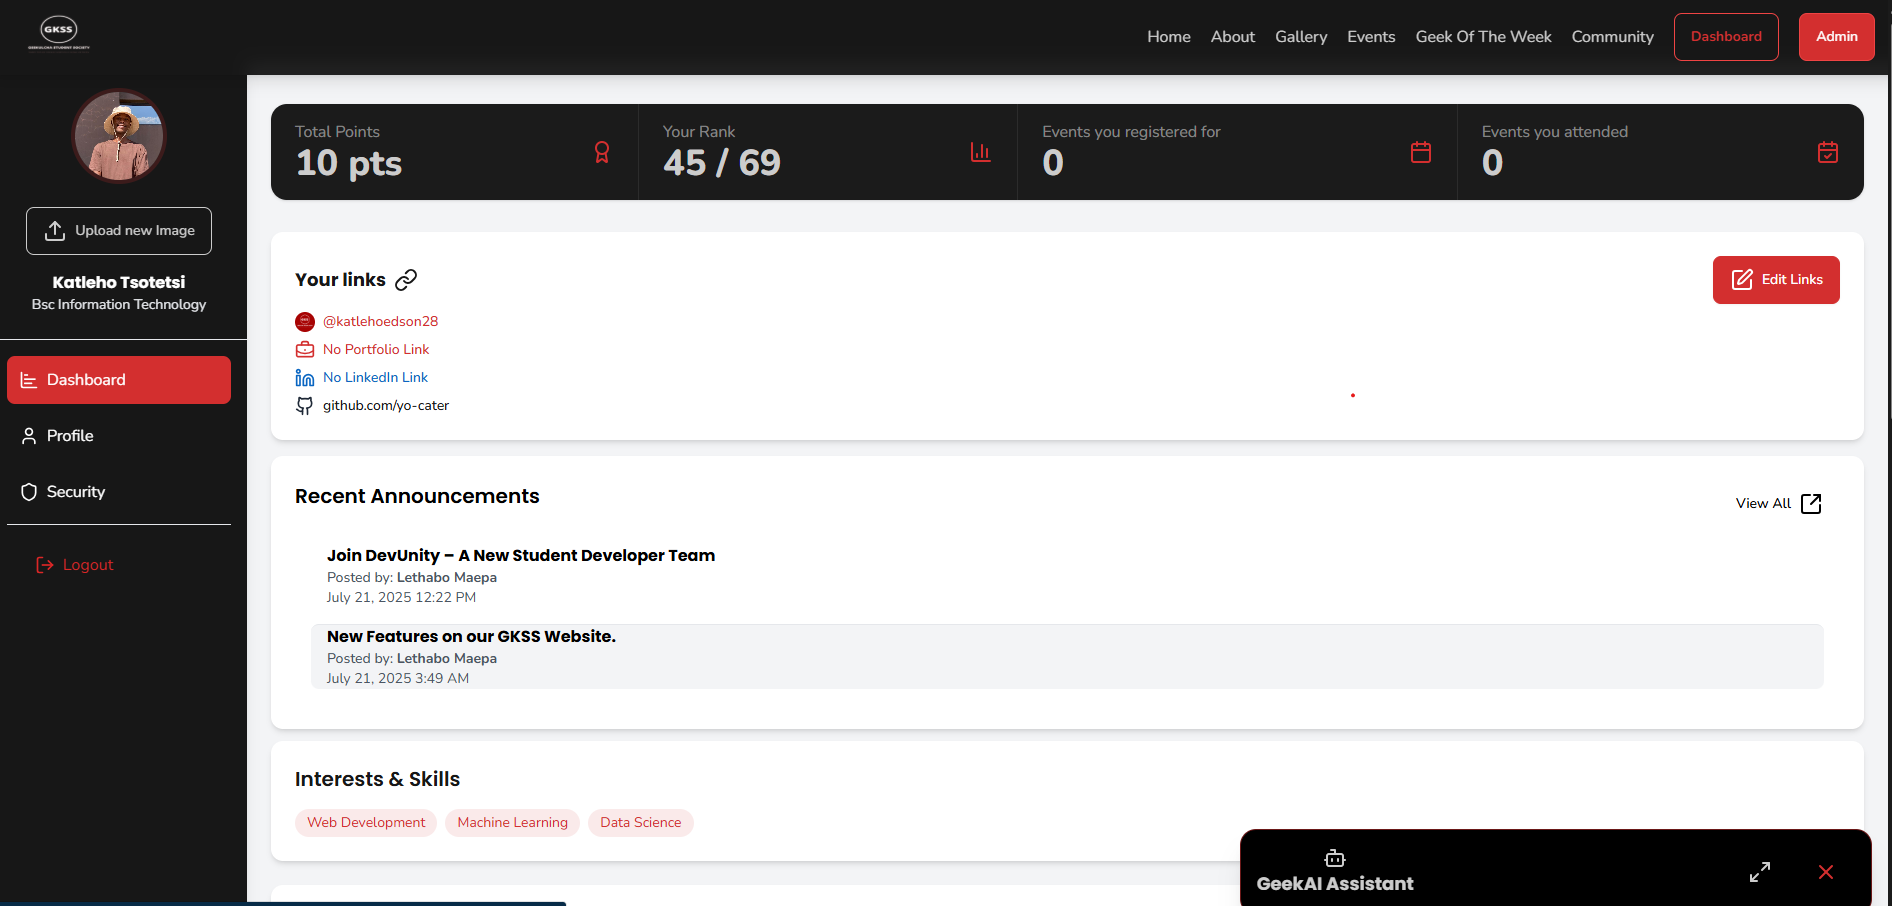 GKSS
GEEKULCHA STUDENT SOCIETY
Home
About
Gallery
Events
Geek Of The Week
Community
Dashboard
Admin
Upload new Image
Katleho Tsotetsi
Bsc Information Technology
Dashboard
Profile
Security
Logout
Total Points
10 pts
Your Rank
45 / 69
Events you registered for
0
Events you attended
0
Your links
Edit Links
@katlehoedson28
No Portfolio Link
No LinkedIn Link
github.com/yo-cater
Recent Announcements
View All
Join DevUnity – A New Student Developer Team
Posted by: Lethabo Maepa
July 21, 2025 12:22 PM
New Features on our GKSS Website.
Posted by: Lethabo Maepa
July 21, 2025 3:49 AM
Interests & Skills
Web Development
Machine Learning
Data Science
GeekAI Assistant